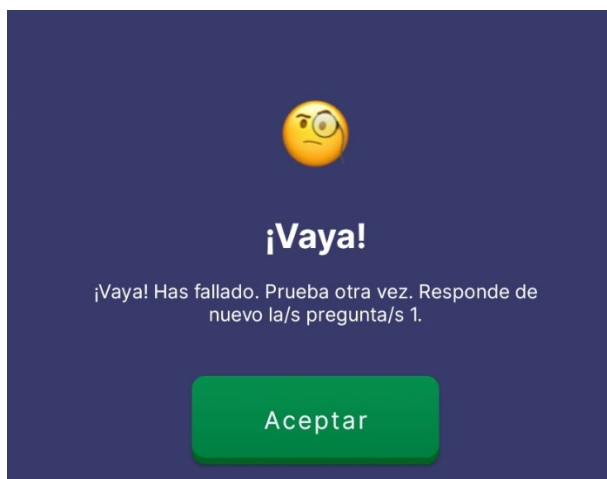 ¡Vaya!
¡Vaya! Has fallado. Prueba otra vez. Responde de
nuevo la/s pregunta/s 1.
Aceptar